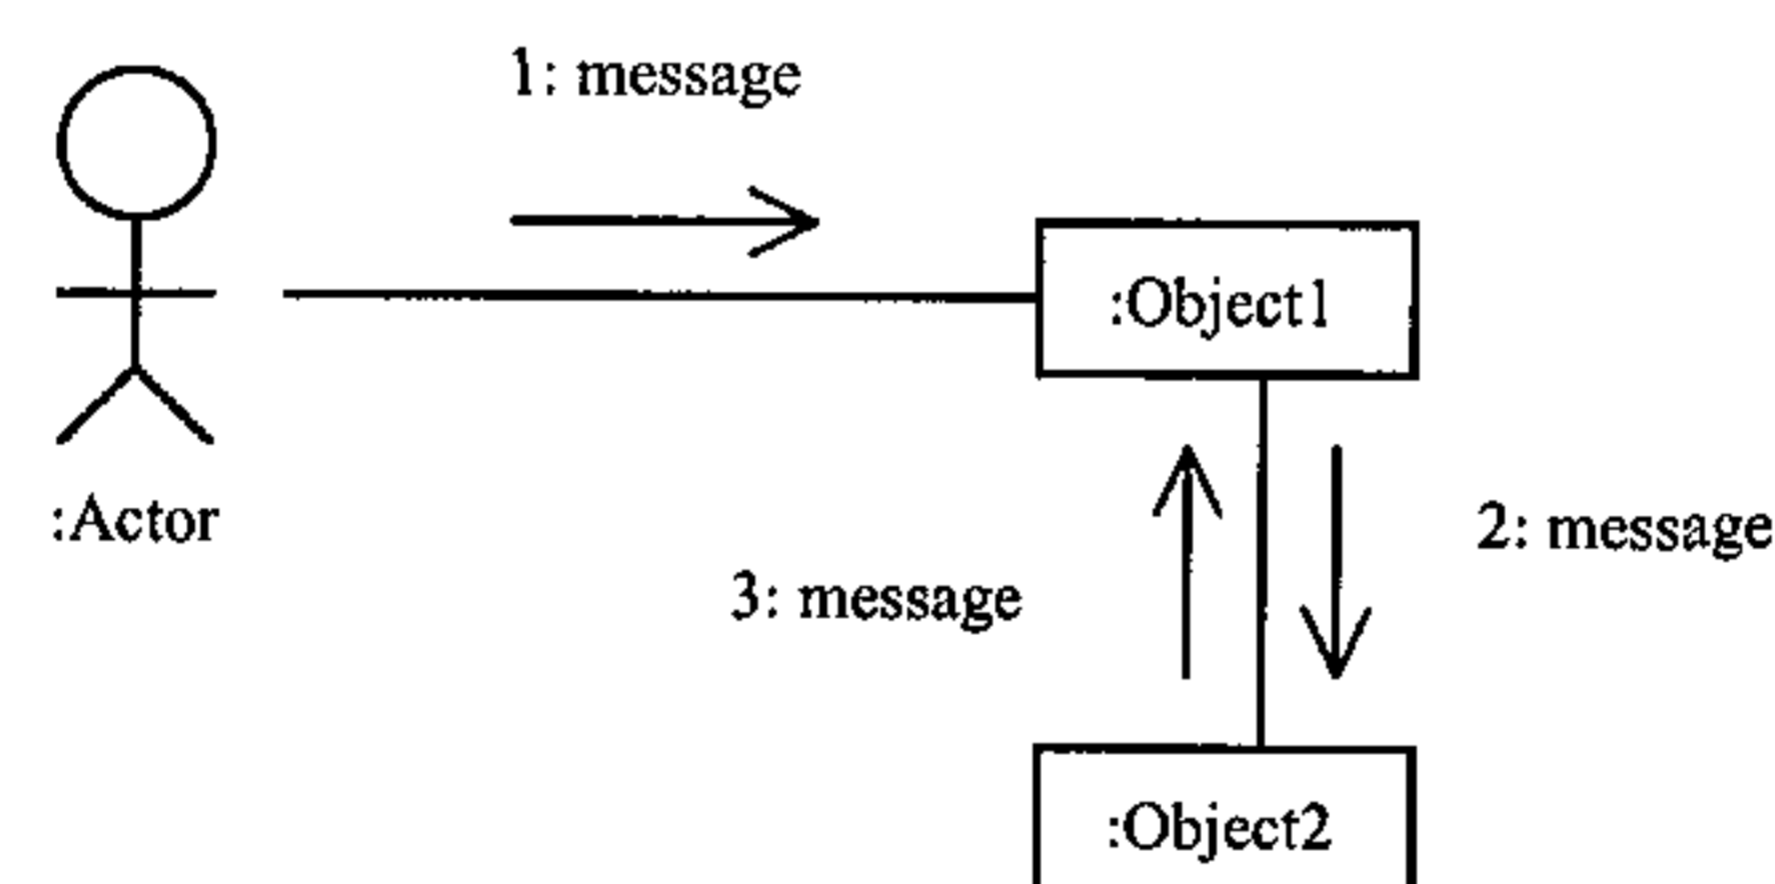 1: message
:Object1
:Actor
2: message
3: message
:Object2